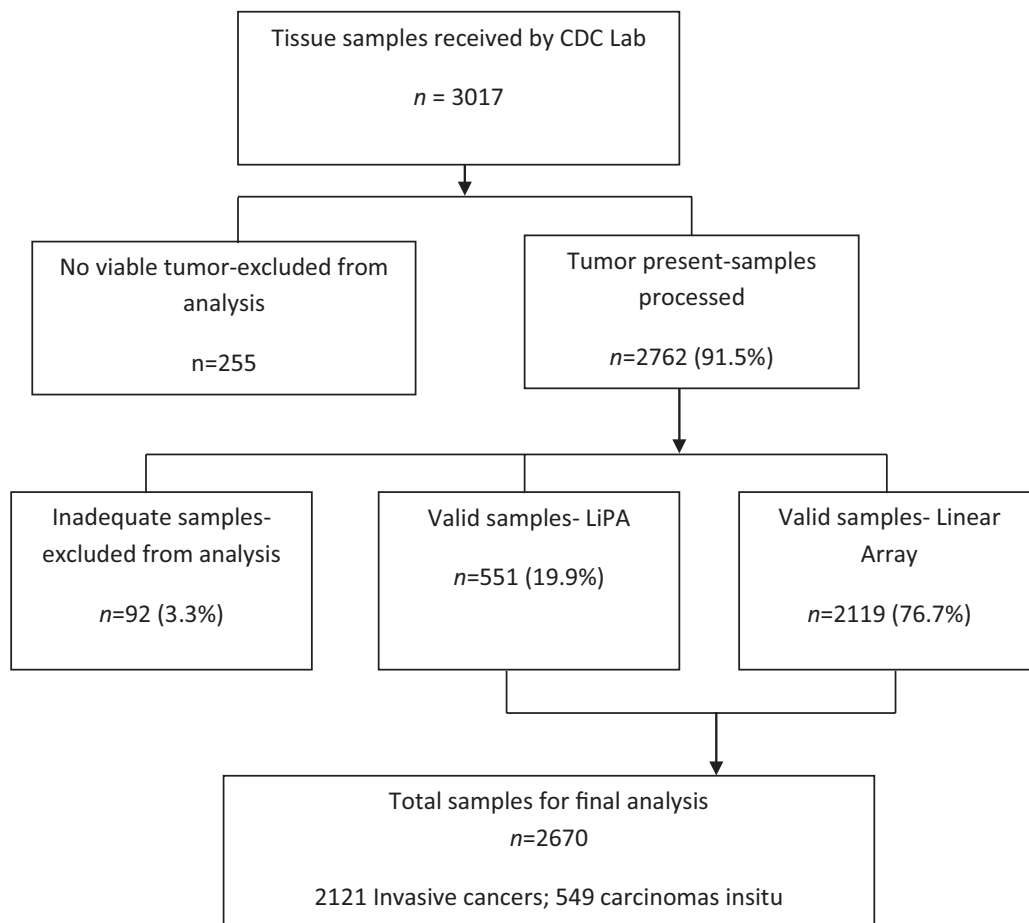 Tissue samples received by CDC Lab
n = 3017
No viable tumor-excluded from
analysis
n=255
Tumor present-samples
processed
n=2762 (91.5%)
Inadequate samples-
excluded from analysis
n=92 (3.3%)
Valid samples- LiPA
n=551 (19.9%)
Valid samples- Linear
Array
n=2119 (76.7%)
Total samples for final analysis
n=2670
2121 Invasive cancers; 549 carcinomas insitu